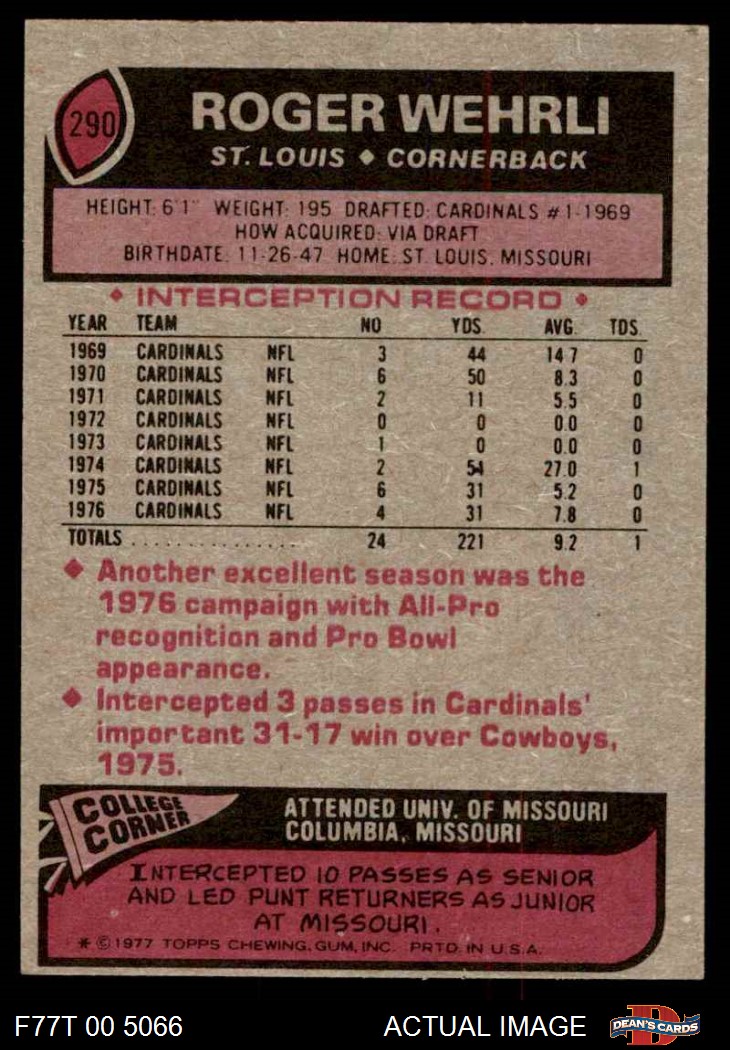 290
ROGER WEHRLI
ST. LOUIS ◆ CORNERBACK
HEIGHT: 6'1" WEIGHT: 195 DRAFTED: CARDINALS #1-1969
HOW ACQUIRED: VIA DRAFT
BIRTHDATE: 11-26-47 HOME: ST. LOUIS, MISSOURI
◆ INTERCEPTION RECORD ◆
YEAR TEAM NO YDS. AVG. TDS.
1969 CARDINALS NFL 3 44 14.7 0
1970 CARDINALS NFL 6 50 8.3 0
1971 CARDINALS NFL 2 11 5.5 0
1972 CARDINALS NFL 0 0 0.0 0
1973 CARDINALS NFL 1 0 0.0 0
1974 CARDINALS NFL 2 54 27.0 1
1975 CARDINALS NFL 6 31 5.2 0
1976 CARDINALS NFL 4 31 7.8 0
TOTALS ................ 24 221 9.2 1
◆ Another excellent season was the
1976 campaign with All-Pro
recognition and Pro Bowl
appearance.
◆ Intercepted 3 passes in Cardinals'
important 31-17 win over Cowboys,
1975.
COLLEGE
CORNER
ATTENDED UNIV. OF MISSOURI
COLUMBIA, MISSOURI
INTERCEPTED 10 PASSES AS SENIOR
AND LED PUNT RETURNERS AS JUNIOR
AT MISSOURI.
* © 1977 TOPPS CHEWING GUM, INC. PRTD. IN U.S.A.
F77T 00 5066 ACTUAL IMAGE
D
DEAN'S CARDS